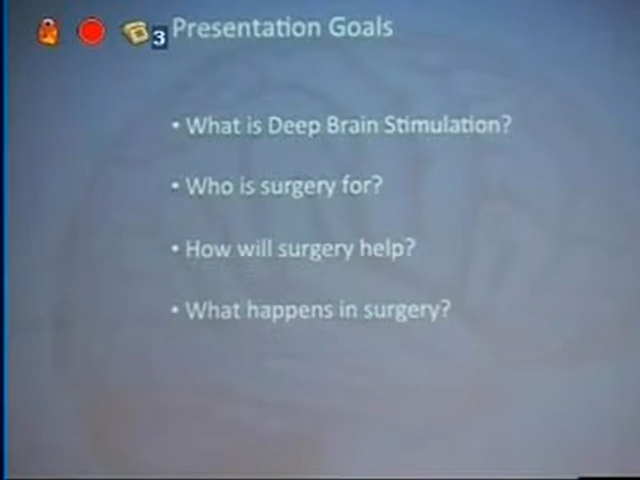 3
Presentation Goals
• What is Deep Brain Stimulation?
• Who is surgery for?
• How will surgery help?
• What happens in surgery?